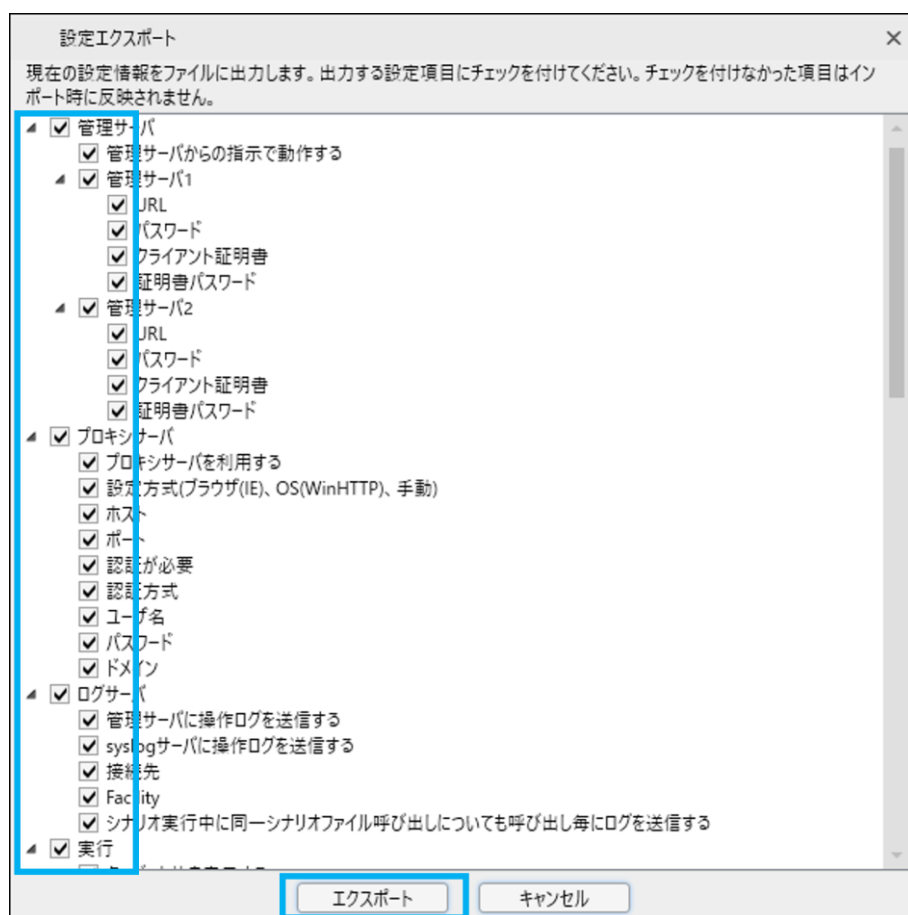 設定エクスポート
現在の設定情報をファイルに出力します。出力する設定項目にチェックを付けてください。チェックを付けなかった項目はイン
ポート時に反映されません。
管理サーバ
管理サーバからの指示で動作する
管理サーバ1
URL
パスワード
クライアント証明書
証明書パスワード
管理サーバ2
URL
パスワード
クライアント証明書
証明書パスワード
プロキシサーバ
プロキシサーバを利用する
設定方式(ブラウザ(IE)、OS(WinHTTP)、手動)
ホスト
ポート
認証が必要
認証方式
ユーザ名
パスワード
ドメイン
ログサーバ
管理サーバに操作ログを送信する
syslogサーバに操作ログを送信する
接続先
Facility
シナリオ実行中に同一シナリオファイル呼び出しについても呼び出し毎にログを送信する
実行
エクスポート
キャンセル